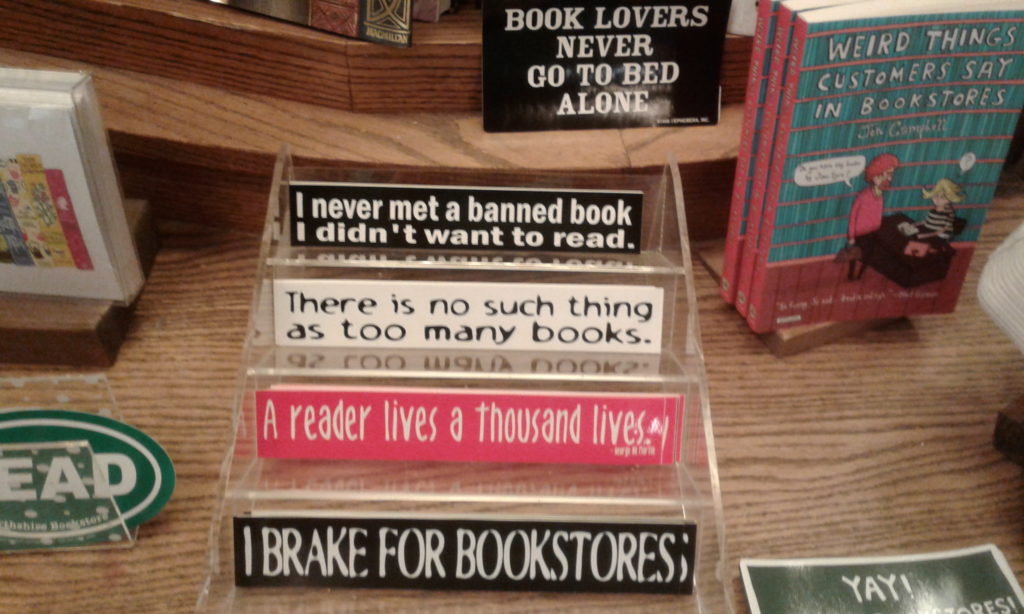 BOOK LOVERS
NEVER
GO TO BED
ALONE
WEIRD THINGS
CUSTOMERS SAY
IN BOOKSTORES
Jen Campbell
I never met a banned book
I didn't want to read.
There is no such thing
as too many books.
A reader lives a thousand lives.
EAD
Bookstore
I BRAKE FOR BOOKSTORES;
YAY!